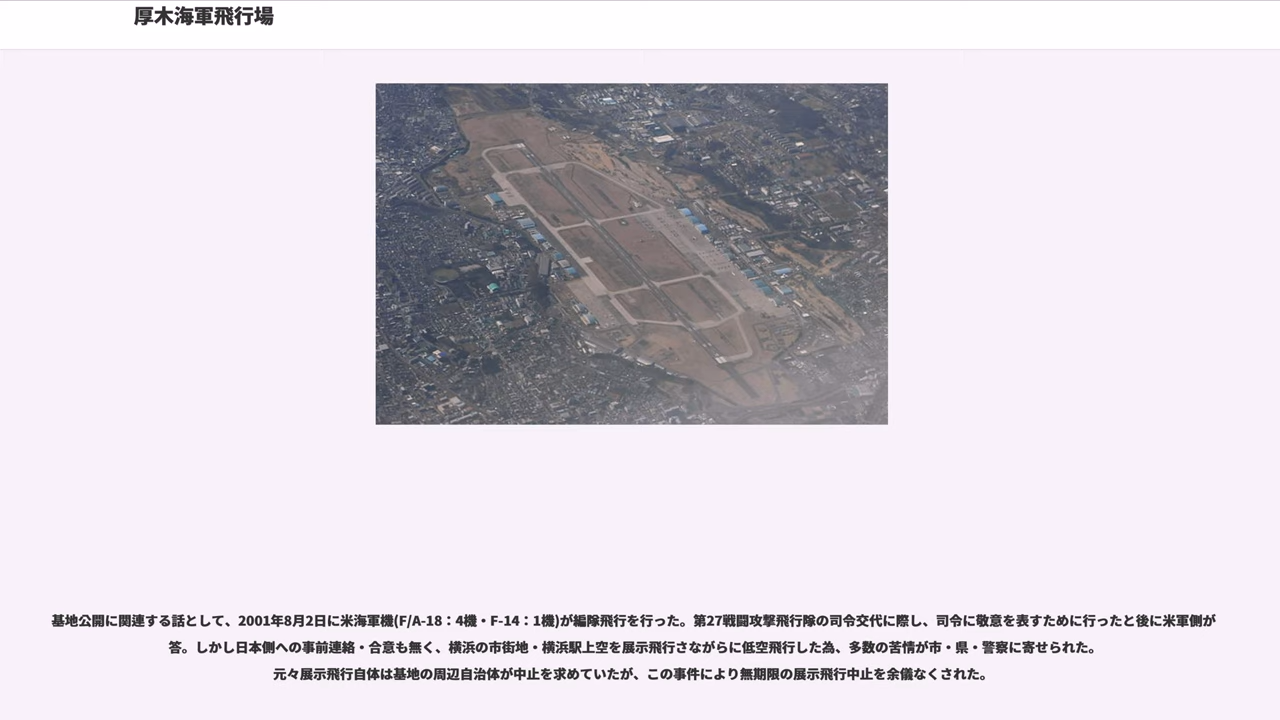 厚木海軍飛行場
基地公開に関連する話として、2001年8月2日に米海軍機(F/A-18：4機・F-14：1機)が編隊飛行を行った。第27戦闘攻撃飛行隊の司令交代に際し、司令に敬意を表すために行ったと後に米軍側が
答。しかし日本側への事前連絡・合意も無く、横浜の市街地・横浜駅上空を展示飛行さながらに低空飛行した為、多数の苦情が市・県・警察に寄せられた。
元々展示飛行自体は基地の周辺自治体が中止を求めていたが、この事件により無期限の展示飛行中止を余儀なくされた。